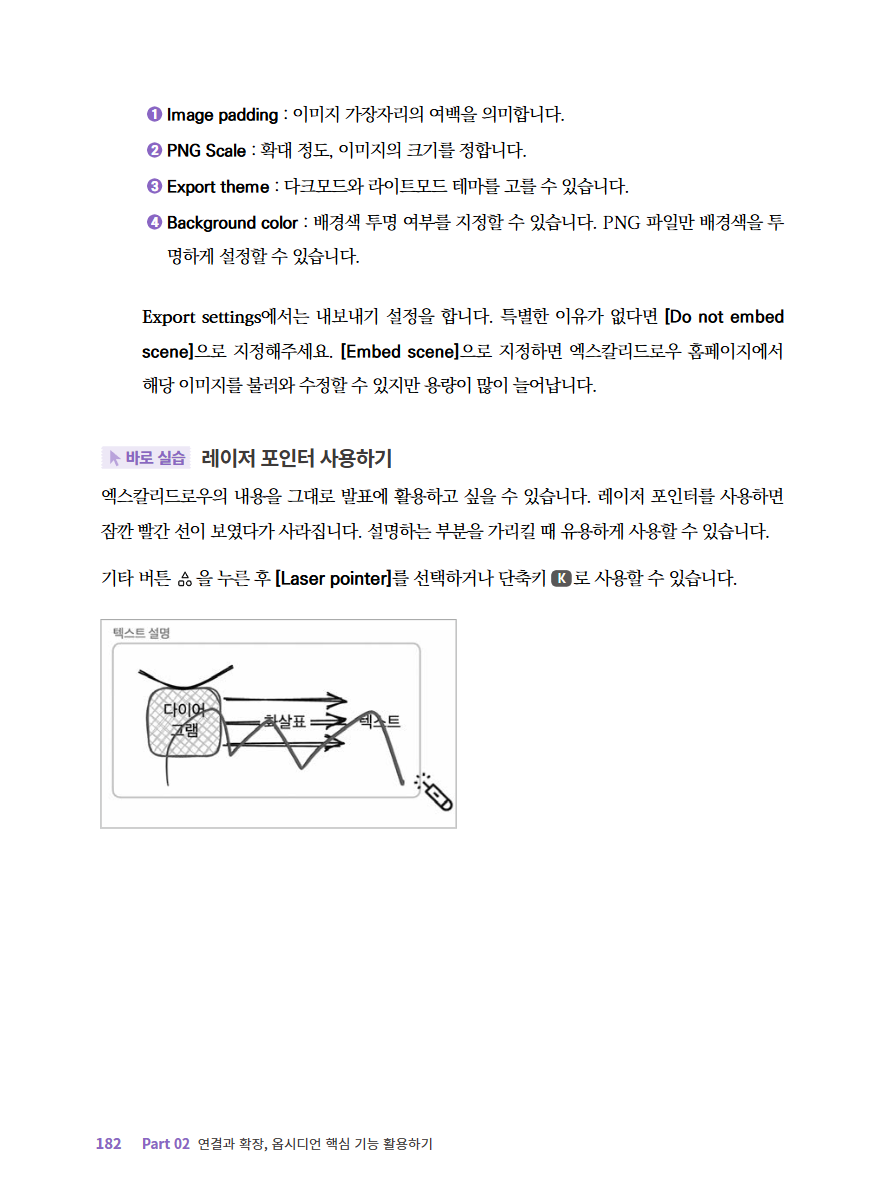 ❶ Image padding : 이미지 가장자리의 여백을 의미합니다.
❷ PNG Scale : 확대 정도, 이미지의 크기를 정합니다.
❸ Export theme : 다크모드와 라이트모드 테마를 고를 수 있습니다.
❹ Background color : 배경색 투명 여부를 지정할 수 있습니다. PNG 파일만 배경색을 투
명하게 설정할 수 있습니다.
Export settings에서는 내보내기 설정을 합니다. 특별한 이유가 없다면 [Do not embed
scene]으로 지정해주세요. [Embed scene]으로 지정하면 엑스칼리드로우 홈페이지에서
해당 이미지를 불러와 수정할 수 있지만 용량이 많이 늘어납니다.
바로 실습 레이저 포인터 사용하기
엑스칼리드로우의 내용을 그대로 발표에 활용하고 싶을 수 있습니다. 레이저 포인터를 사용하면
잠깐 빨간 선이 보였다가 사라집니다. 설명하는 부분을 가리킬 때 유용하게 사용할 수 있습니다.
기타 버튼 을 누른 후 [Laser pointer]를 선택하거나 단축키 K로 사용할 수 있습니다.
텍스트 설명
다이어
그램
화살표
텍스트
182 Part 02 연결과 확장, 옵시디언 핵심 기능 활용하기